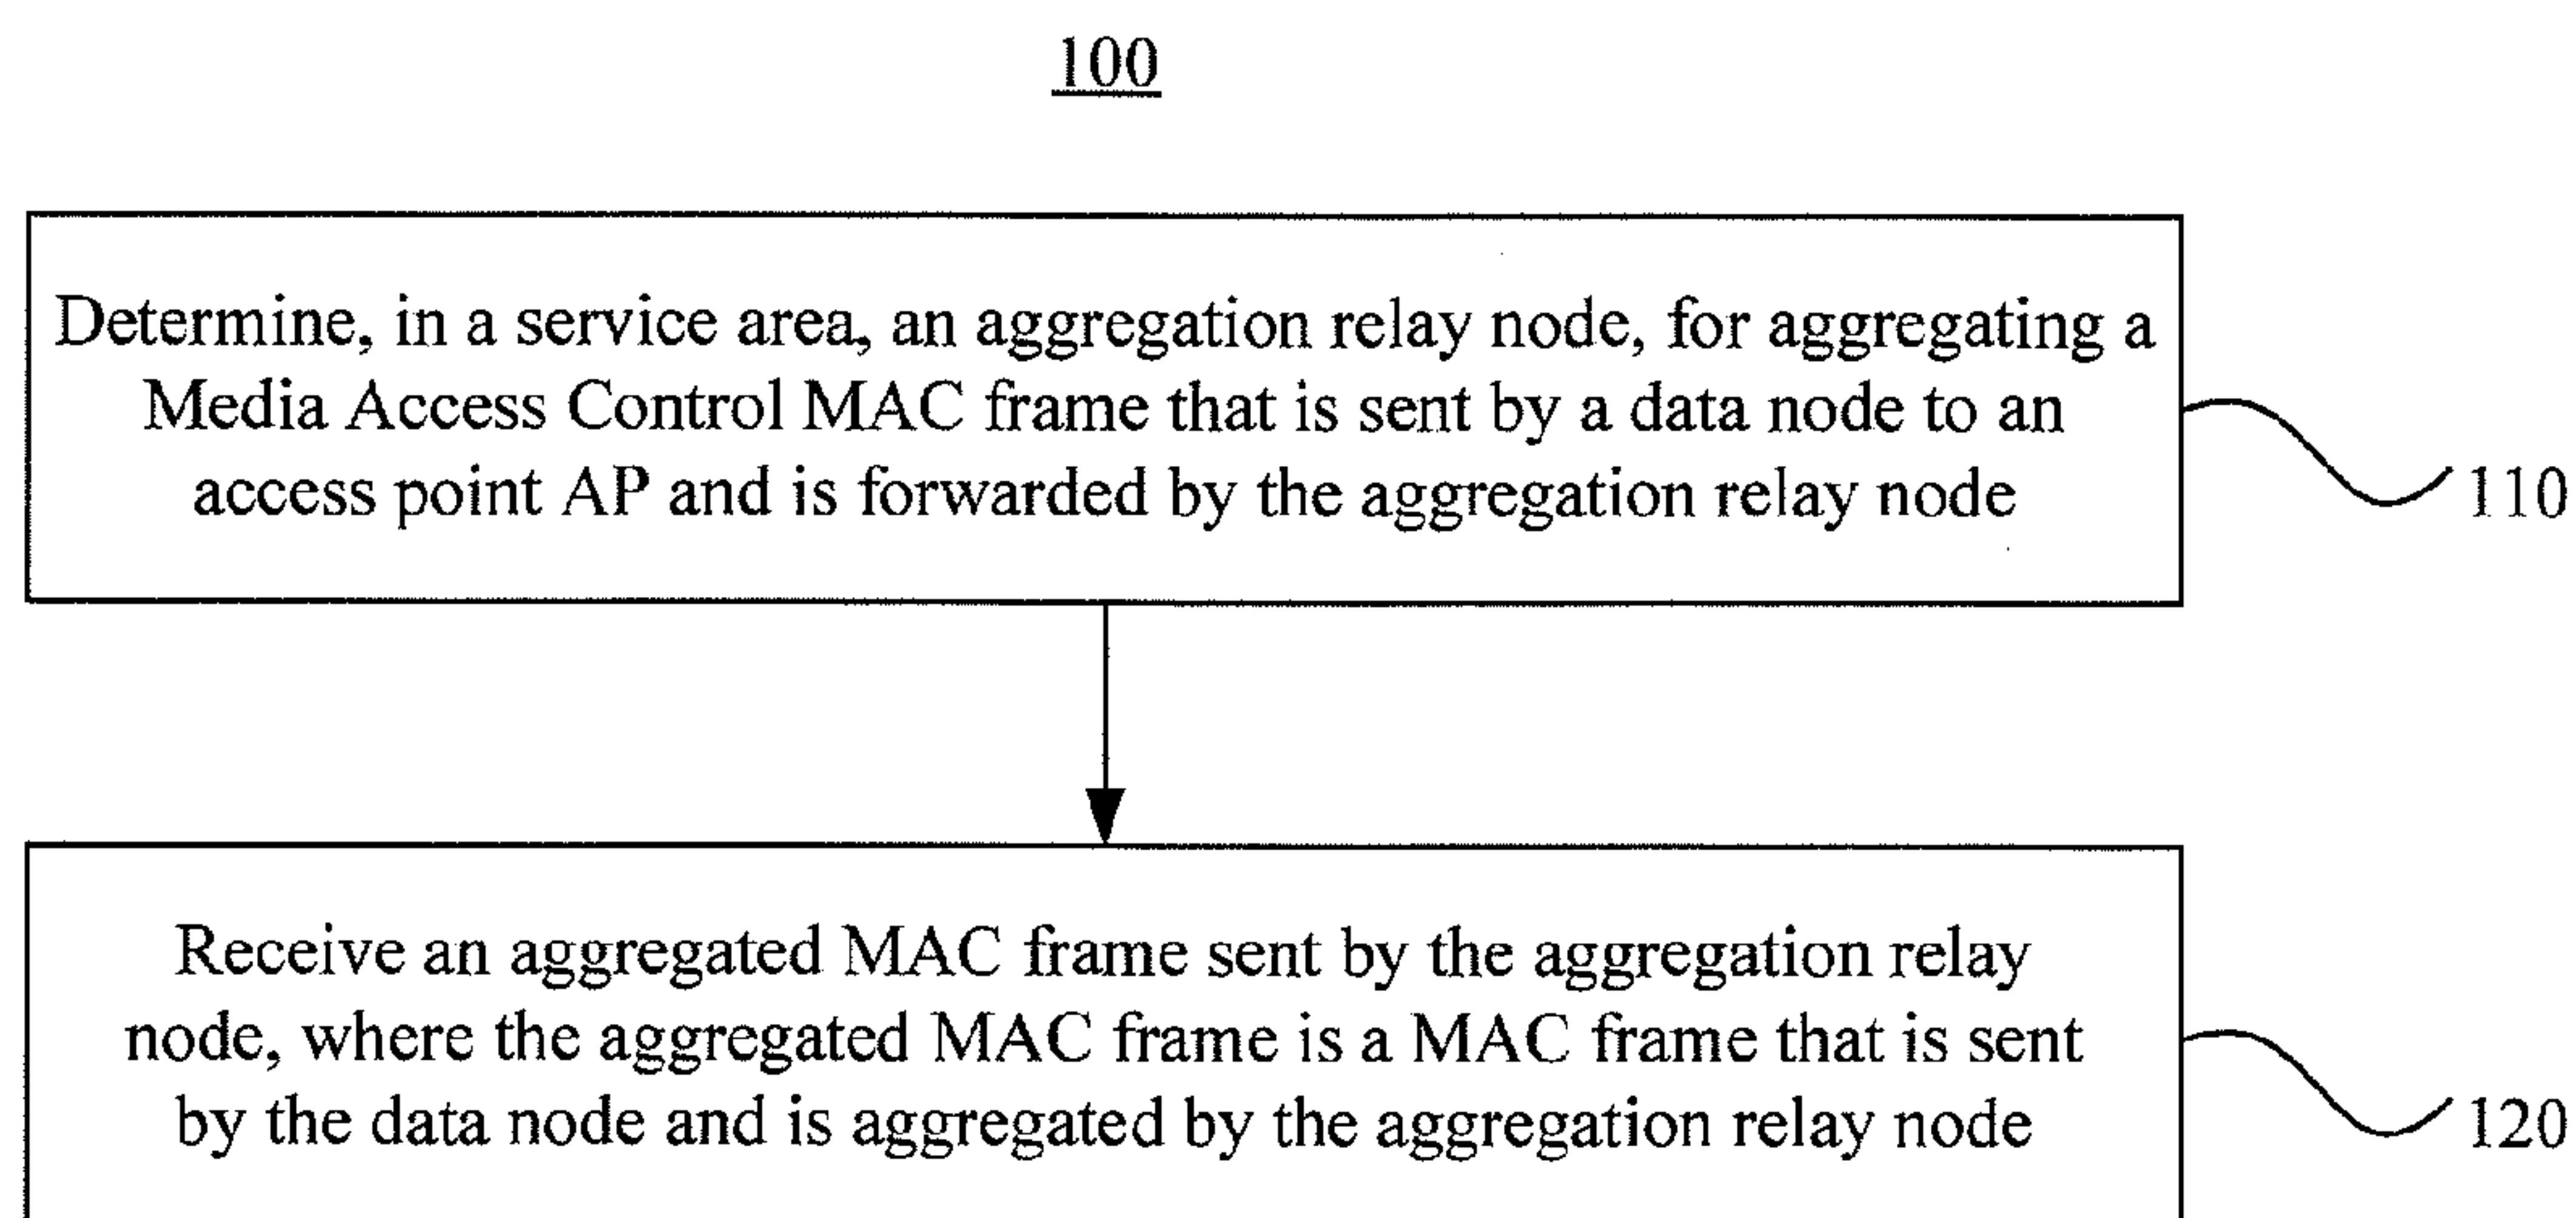 100
Determine, in a service area, an aggregation relay node, for aggregating a
Media Access Control MAC frame that is sent by a data node to an
access point AP and is forwarded by the aggregation relay node
110
Receive an aggregated MAC frame sent by the aggregation relay
node, where the aggregated MAC frame is a MAC frame that is sent
by the data node and is aggregated by the aggregation relay node
120